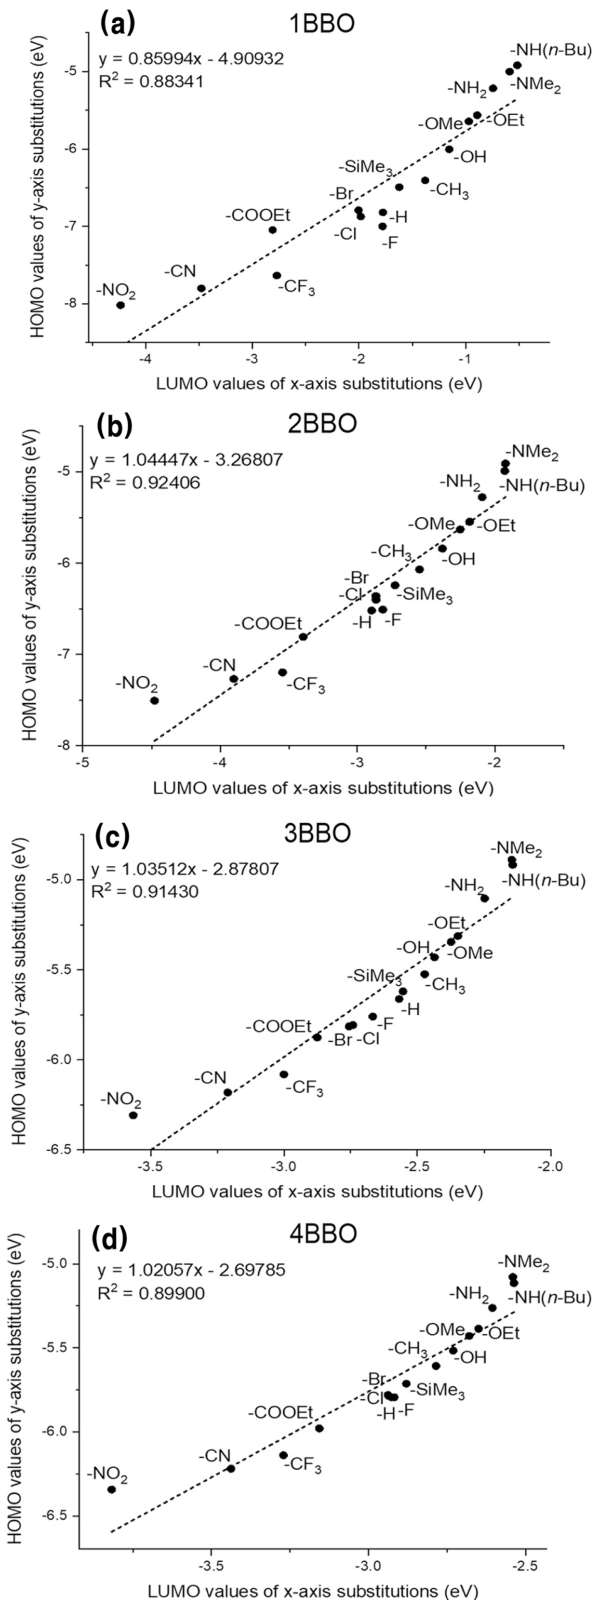 (a) 1BBO
y = 0.85994x - 4.90932
R² = 0.88341
HOMO values of y-axis substitutions (eV)
-5
-6
-7
-8
-NH(n-Bu)
-NMe₂
-NH₂
-OMe
-OEt
-OH
-SiMe₃
-CH₃
-Br
-H
-Cl
-F
-COOEt
-CN
-CF₃
-NO₂
-4 -3 -2 -1
LUMO values of x-axis substitutions (eV)
(b) 2BBO
y = 1.04447x - 3.26807
R² = 0.92406
HOMO values of y-axis substitutions (eV)
-5
-6
-7
-8
-NMe₂
-NH(n-Bu)
-NH₂
-OMe
-OEt
-CH₃
-OH
-Br
-Cl
-SiMe₃
-H
-F
-COOEt
-CN
-CF₃
-NO₂
-5 -4 -3 -2
LUMO values of x-axis substitutions (eV)
(c) 3BBO
y = 1.03512x - 2.87807
R² = 0.91430
HOMO values of y-axis substitutions (eV)
-5.0
-5.5
-6.0
-6.5
-NMe₂
-NH(n-Bu)
-NH₂
-OEt
-OH
-OMe
-SiMe₃
-CH₃
-H
-F
-COOEt
-Br
-Cl
-CN
-CF₃
-NO₂
-3.5 -3.0 -2.5 -2.0
LUMO values of x-axis substitutions (eV)
(d) 4BBO
y = 1.02057x - 2.69785
R² = 0.89900
HOMO values of y-axis substitutions (eV)
-5.0
-5.5
-6.0
-6.5
-NMe₂
-NH₂
-NH(n-Bu)
-OMe
-OEt
-CH₃
-OH
-Br
-SiMe₃
-Cl
-H
-F
-COOEt
-CN
-CF₃
-NO₂
-3.5 -3.0 -2.5
LUMO values of x-axis substitutions (eV)